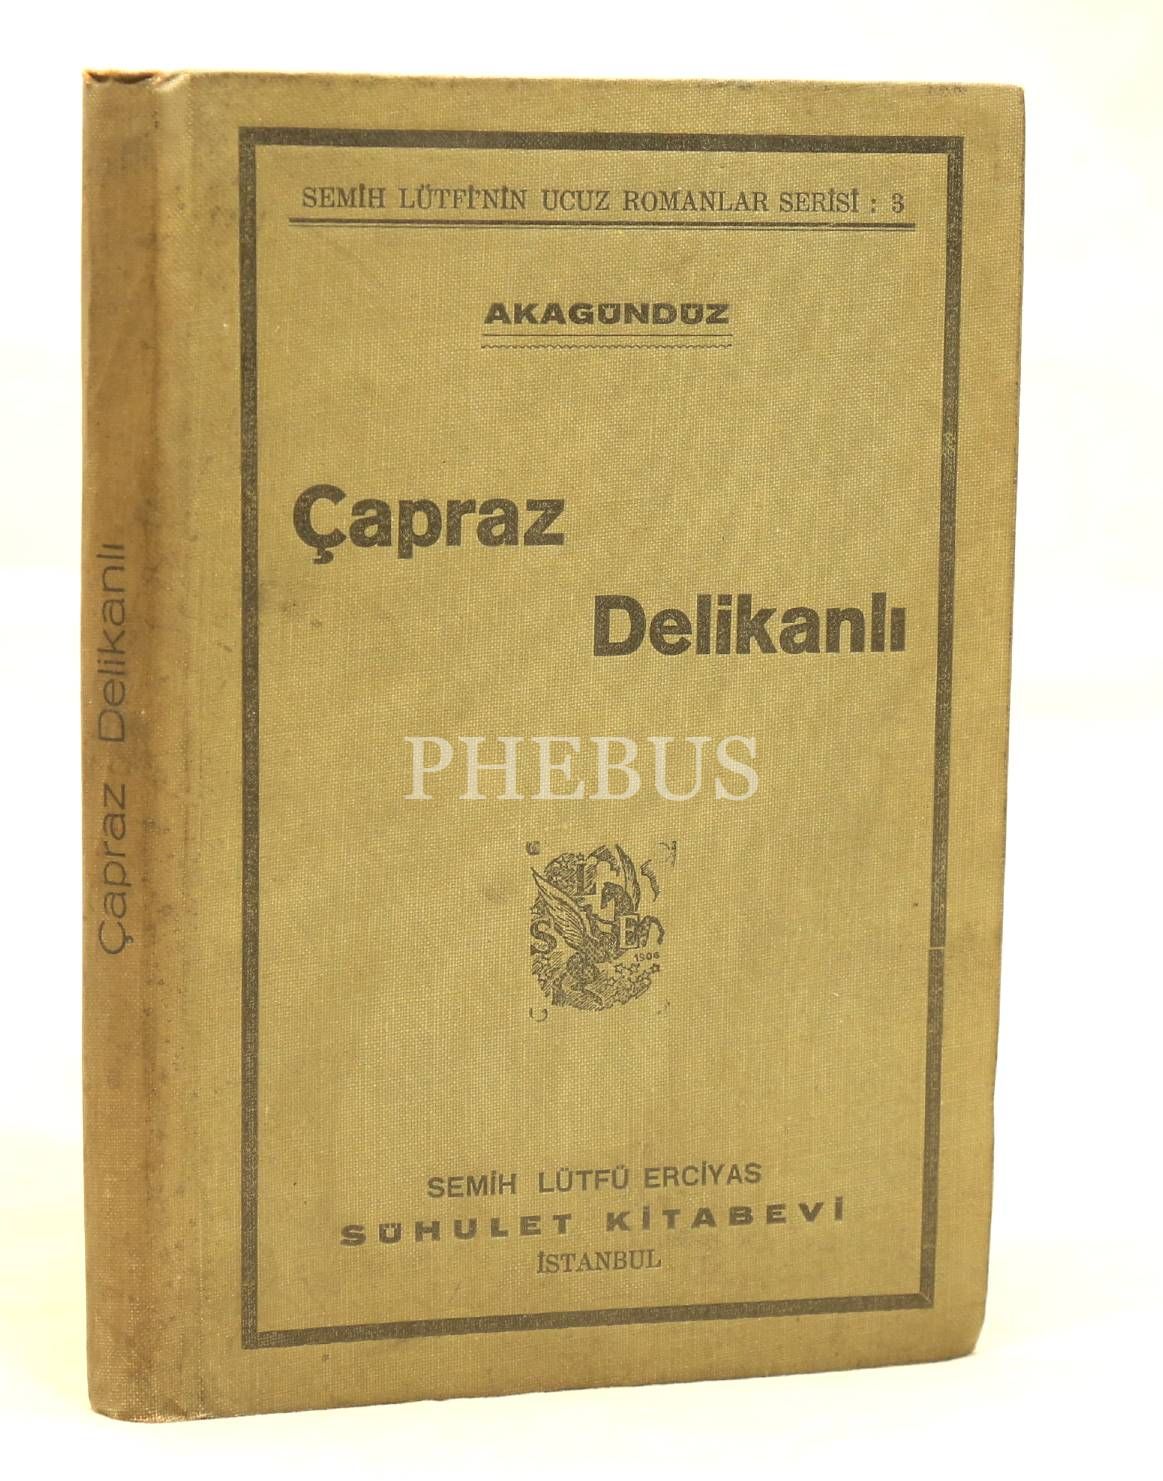 SEMİH LÜTFİ'NİN UCUZ ROMANLAR SERİSİ : 3
AKAGÜNDÜZ
Çapraz
Delikanlı
PHEBUS
L
T
S
E
1906
SEMİH LÜTFÜ ERCİYAS
SÜHULET KİTABEVİ
İSTANBUL
Çapraz Delikanlı